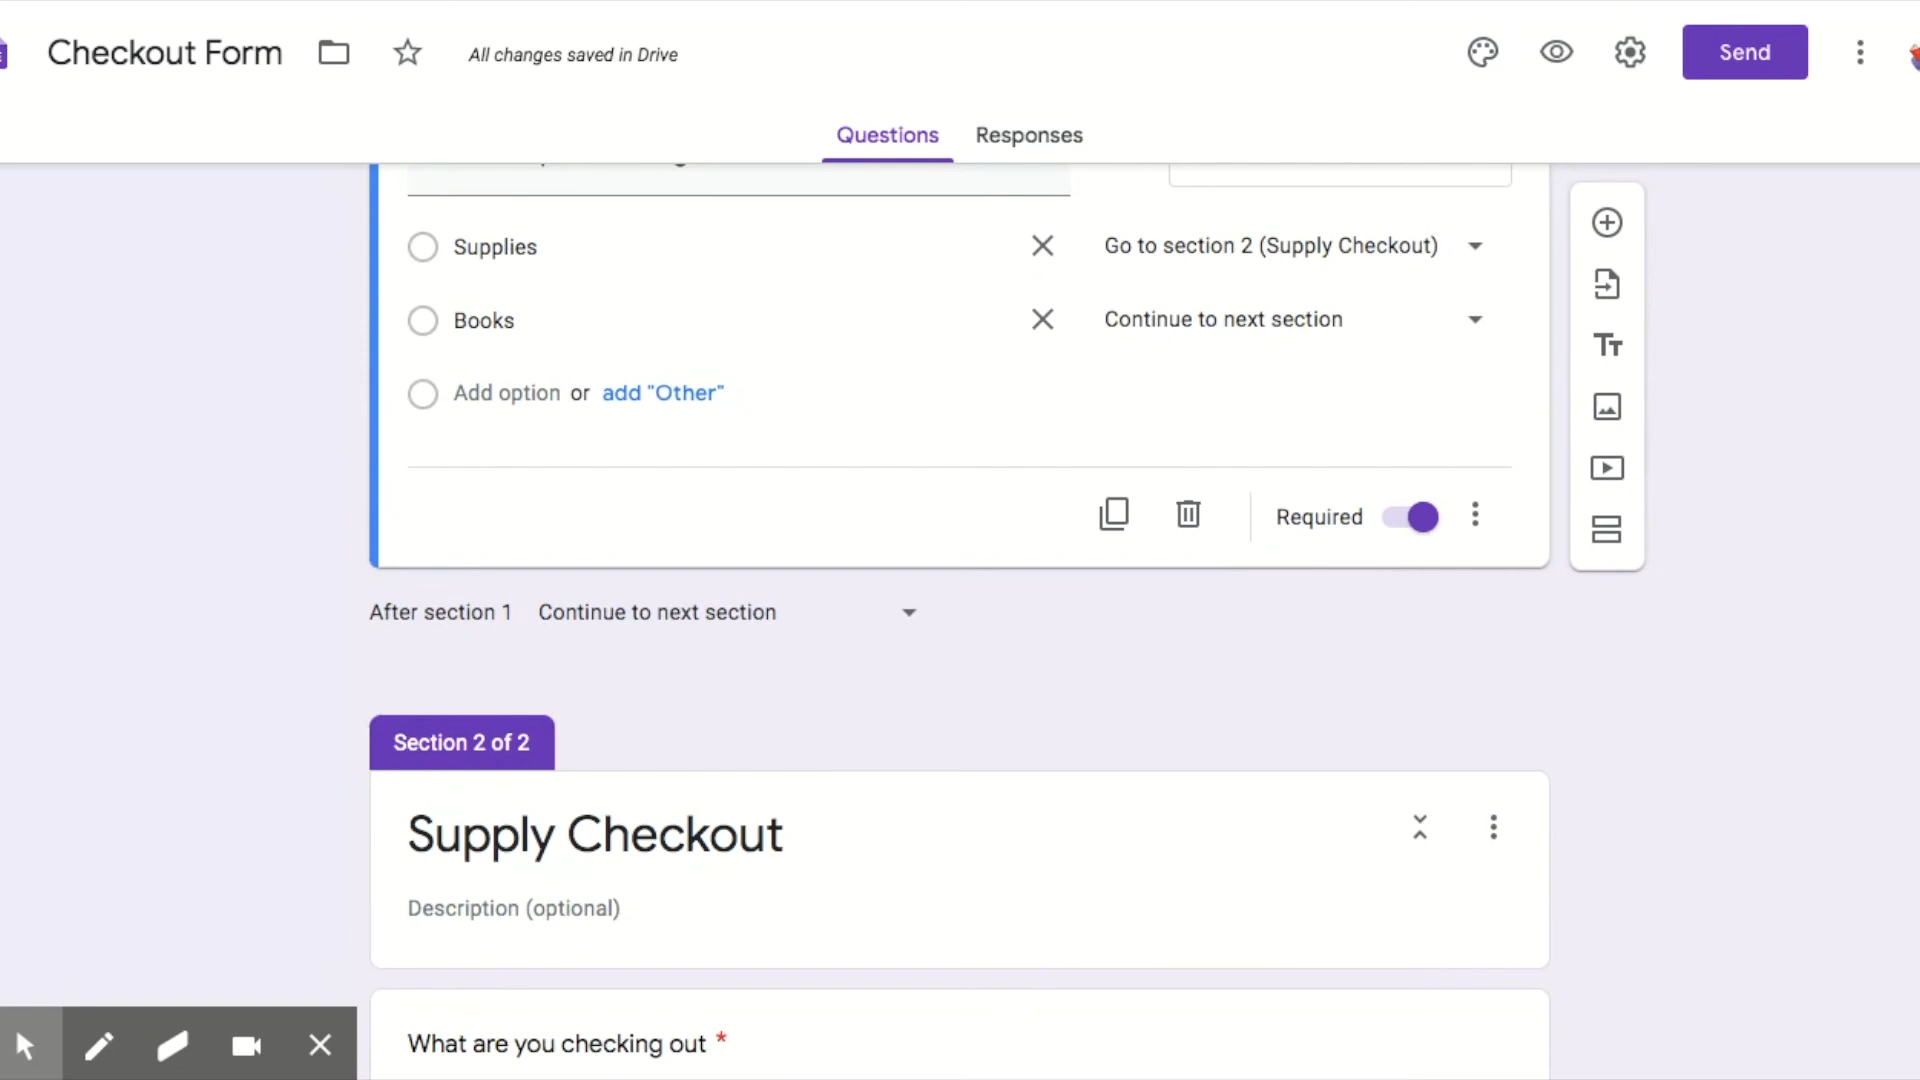 Checkout Form
All changes saved in Drive
Send
Questions
Responses
Supplies
Go to section 2 (Supply Checkout)
Books
Continue to next section
Add option or add "Other"
Required
After section 1 Continue to next section
Section 2 of 2
Supply Checkout
Description (optional)
What are you checking out *